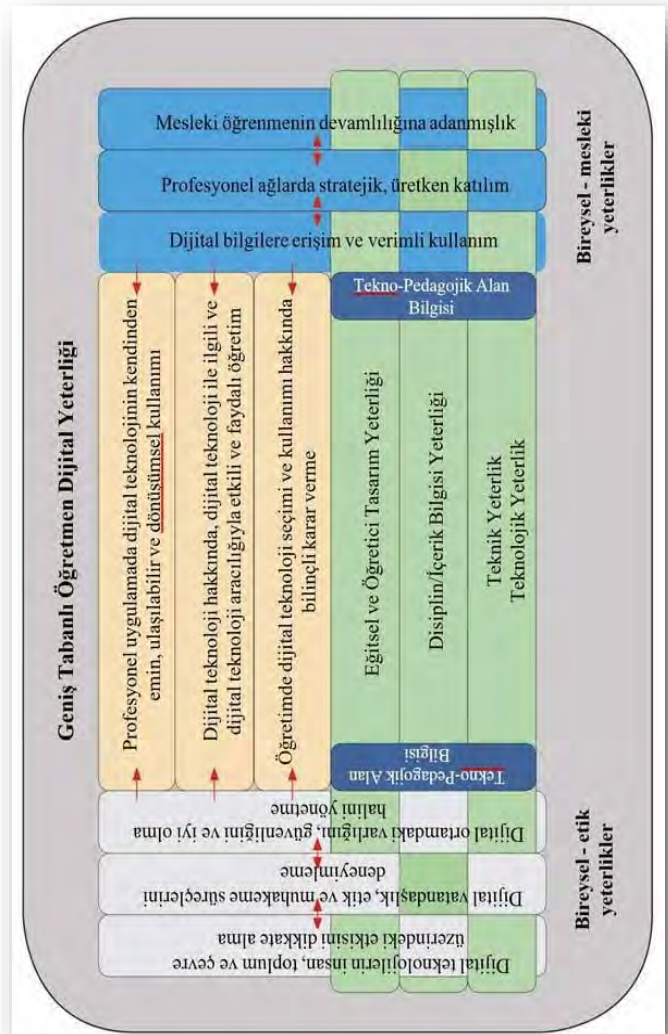 Geniş Tabanlı Öğretmen Dijital Yeterliği
Mesleki öğrenmenin devamlılığına adanmışlık
Profesyonel ağlarda stratejik, üretken katılım
Dijital bilgilere erişim ve verimli kullanım
Bireysel - mesleki
yeterlikler
Profesyonel uygulamada dijital teknolojinin kendinden
emin, ulaşılabilir ve dönüsümsel kullanımı
Dijital teknoloji hakkında, dijital teknoloji ile ilgili ve
dijital teknoloji aracılığıyla etkili ve faydalı öğretim
Öğretimde dijital teknoloji seçimi ve kullanımı hakkında
bilinçli karar verme
Tekno-Pedagojik Alan
Bilgisi
Eğitsel ve Öğretici Tasarım Yeterliği
Disiplin/İçerik Bilgisi Yeterliği
Teknik Yeterlik
Teknolojik Yeterlik
Tekno-Pedagojik Alan
Bilgisi
Dijital ortamdaki varlığını, güvenliğini ve iyi olma
halini yönetme
Dijital vatandaşlık, etik ve muhakeme süreçlerini
deneyimleme
Dijital teknolojilerin insan, toplum ve çevre
üzerindeki etkisini dikkate alma
Bireysel - etik
yeterlikler